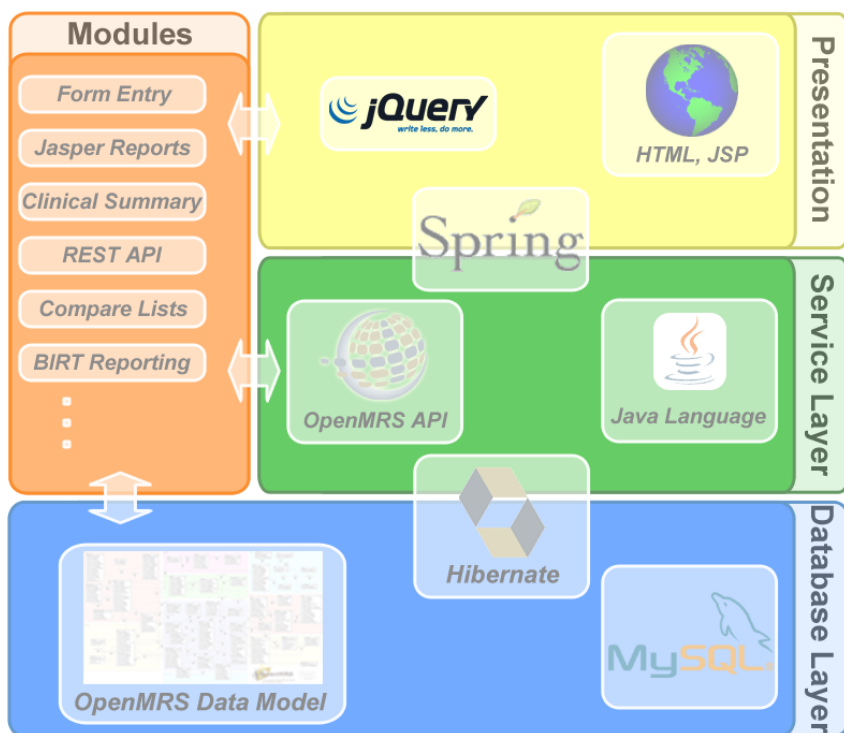 Modules
Form Entry
Jasper Reports
Clinical Summary
REST API
Compare Lists
BIRT Reporting
jQuery
write less, do more.
HTML, JSP
Presentation
Spring
OpenMRS API
Java Language
Service Layer
Hibernate
OpenMRS Data Model
MySQL
Database Layer